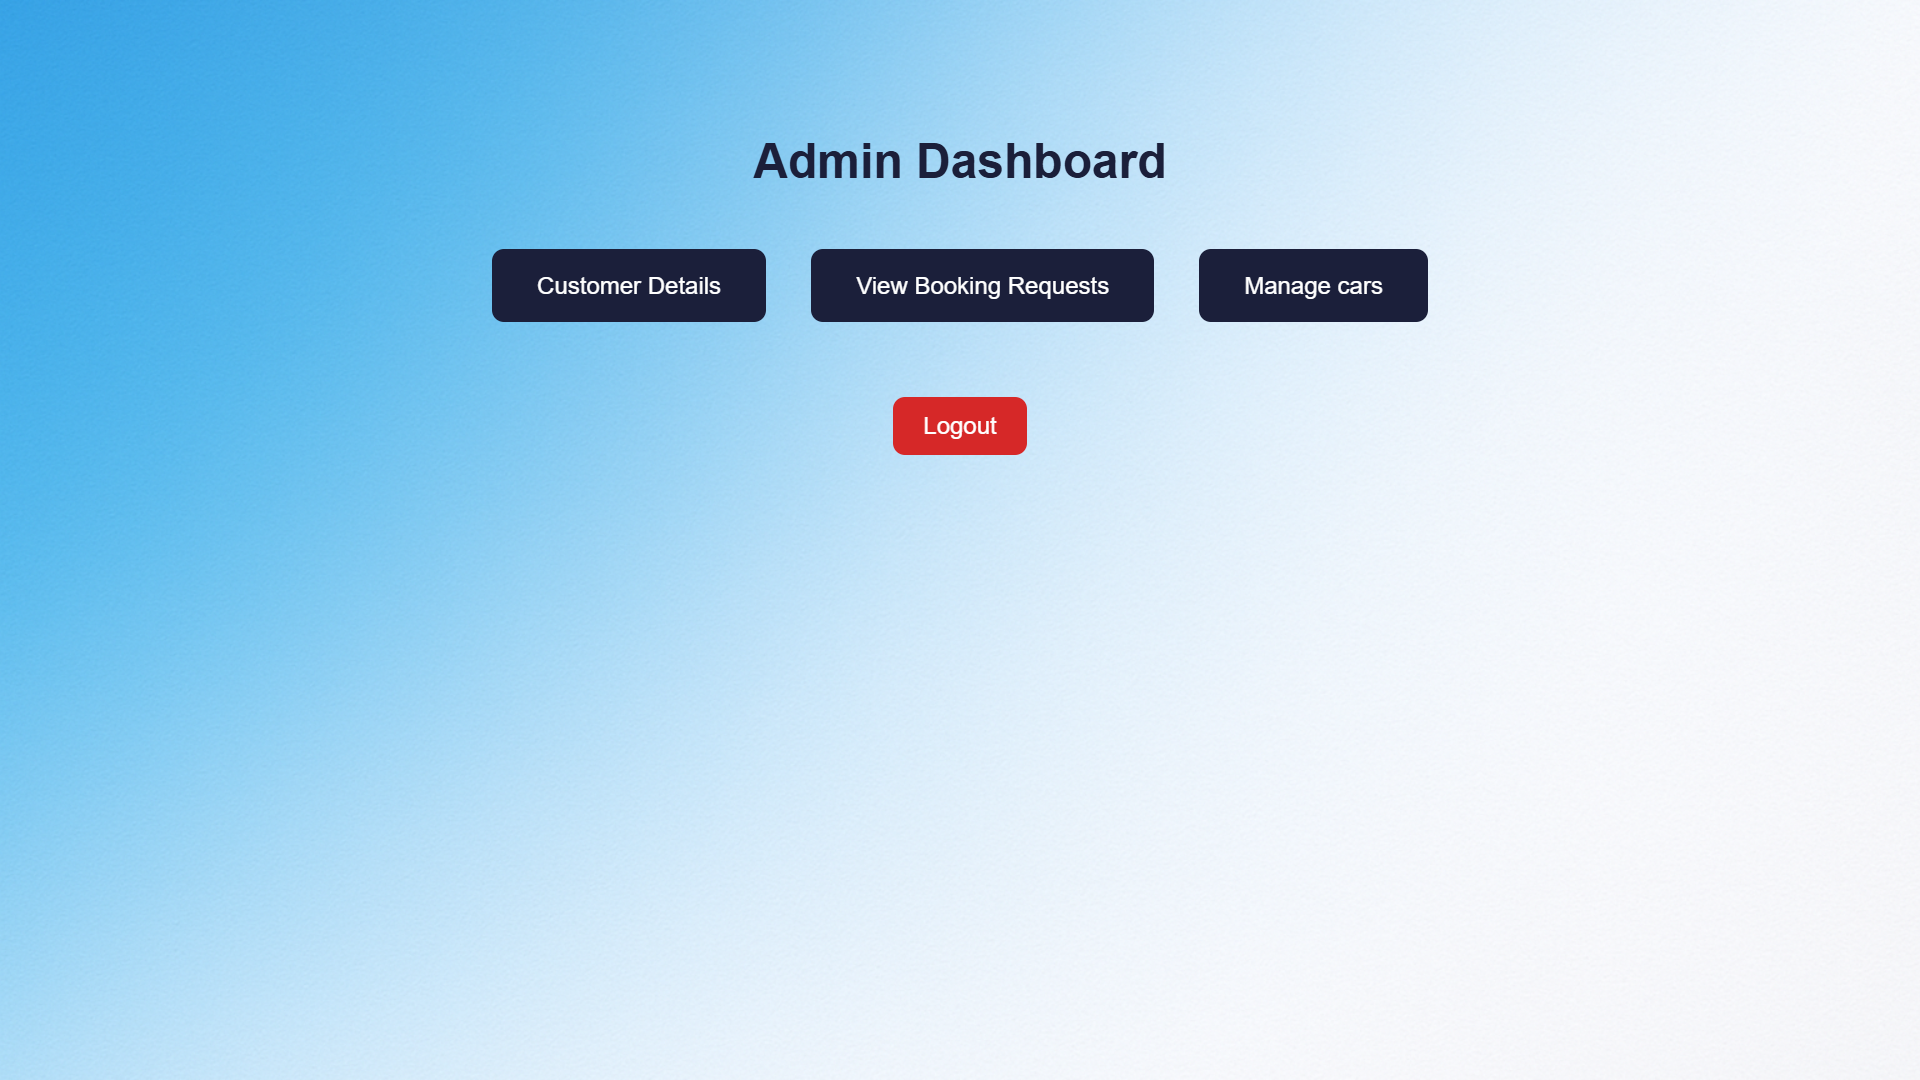 Admin Dashboard
Customer Details
View Booking Requests
Manage cars
Logout